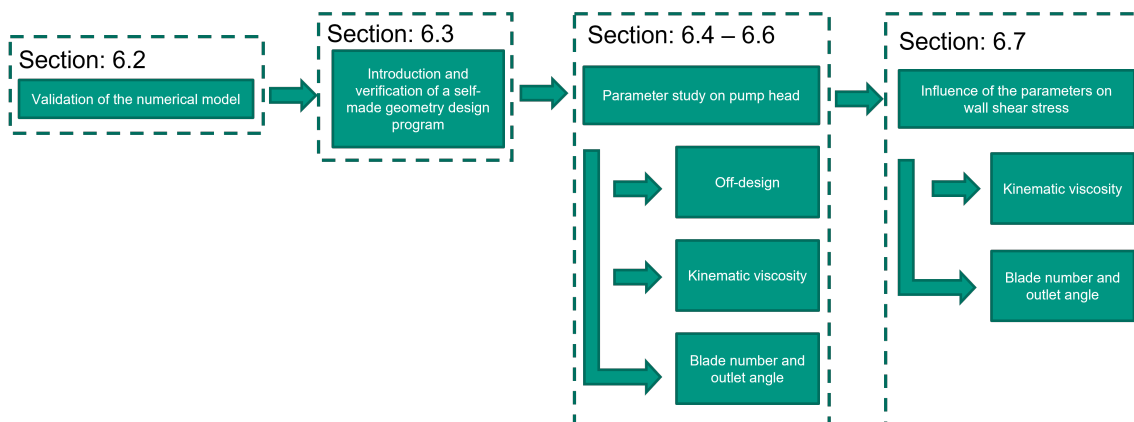 Section: 6.2
Validation of the numerical model
Section: 6.3
Introduction and
verification of a self-
made geometry design
program
Section: 6.4 – 6.6
Parameter study on pump head
Off-design
Kinematic viscosity
Blade number and
outlet angle
Section: 6.7
Influence of the parameters on
wall shear stress
Kinematic viscosity
Blade number and
outlet angle